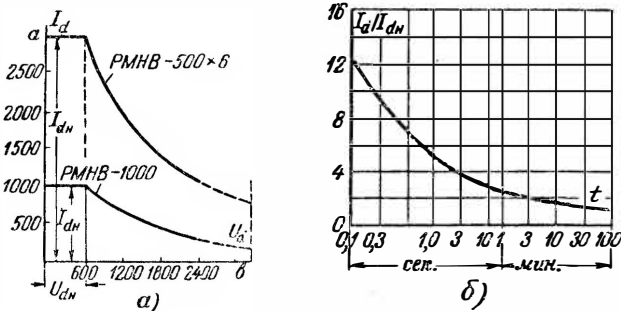 a
I_d
РМНВ-500×6
2500
2000
I_dн
1500
РМНВ-1000
1000
500
I_dн
U_d
600 1200 1800 2400 в
U_dн
а)
16
I_d/I_dн
12
8
4
t
0
0,1 0,3 1,0 3 10 1 3 10 30 100
сек. мин.
б)